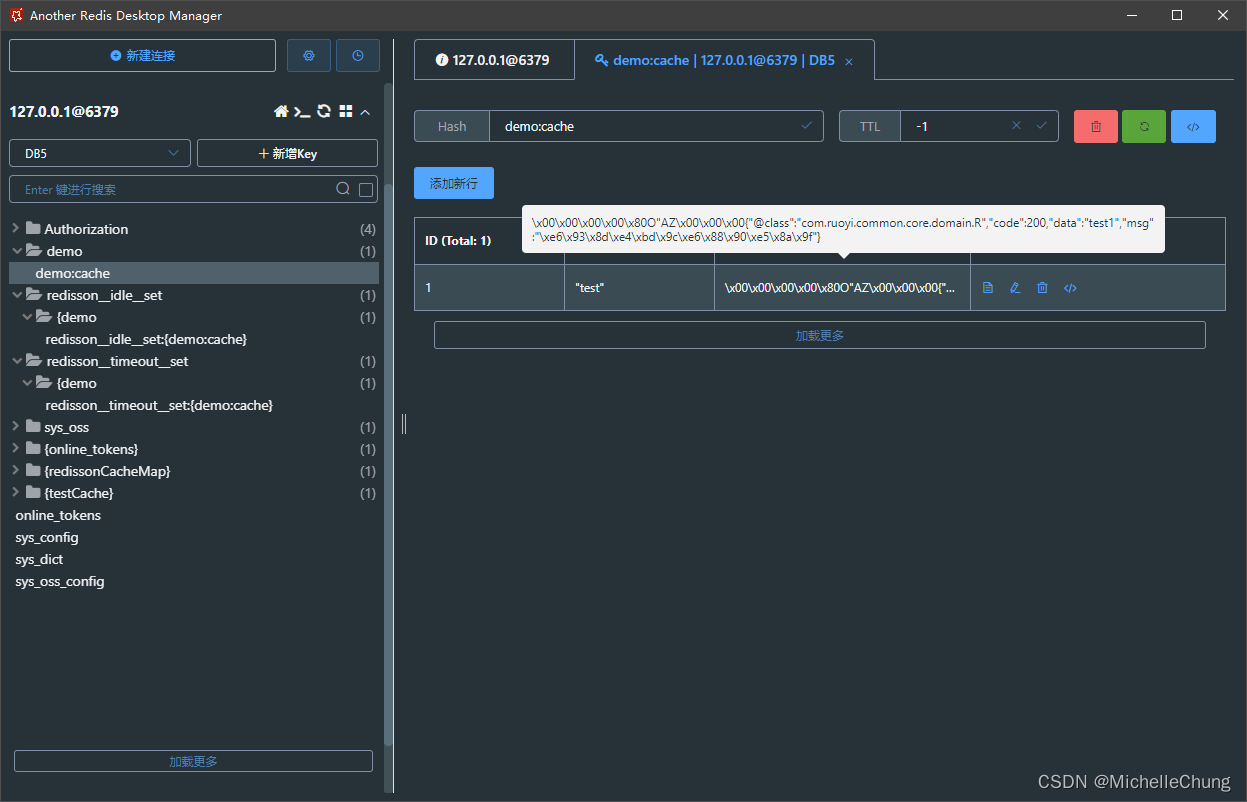 Another Redis Desktop Manager
新建连接
127.0.0.1@6379
DB5
新增Key
Enter 键进行搜索
Authorization (4)
demo (1)
demo:cache
redisson__idle__set (1)
{demo (1)
redisson__idle__set:{demo:cache}
redisson__timeout__set (1)
{demo (1)
redisson__timeout__set:{demo:cache}
sys_oss (1)
{online_tokens} (1)
{redissonCacheMap} (1)
{testCache} (1)
online_tokens
sys_config
sys_dict
sys_oss_config
加载更多
127.0.0.1@6379
demo:cache | 127.0.0.1@6379 | DB5
Hash demo:cache TTL -1
添加新行
\x00\x00\x00\x00\x80O"AZ\x00\x00\x00{"@class":"com.ruoyi.common.core.domain.R","code":200,"data":"test1","msg"
:"\xe6\x93\x8d\xe4\xbd\x9c\xe6\x88\x90\xe5\x8a\x9f"}
ID (Total: 1)
1 "test" \x00\x00\x00\x00\x80O"AZ\x00\x00\x00{"...
加载更多
CSDN @MichelleChung